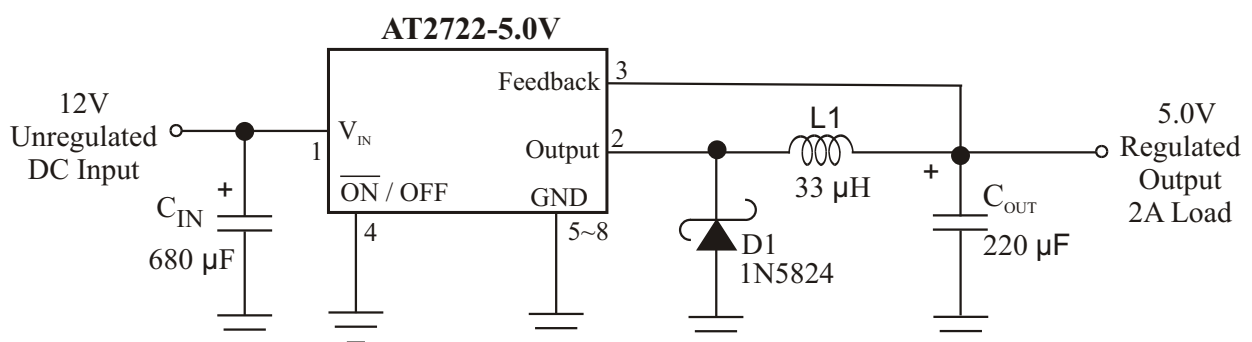 AT2722-5.0V
12V
Unregulated
DC Input
1
V_IN
Feedback
3
Output
2
ON / OFF
GND
4
5~8
+
C_IN
680 µF
L1
33 µH
D1
1N5824
+
C_OUT
220 µF
5.0V
Regulated
Output
2A Load